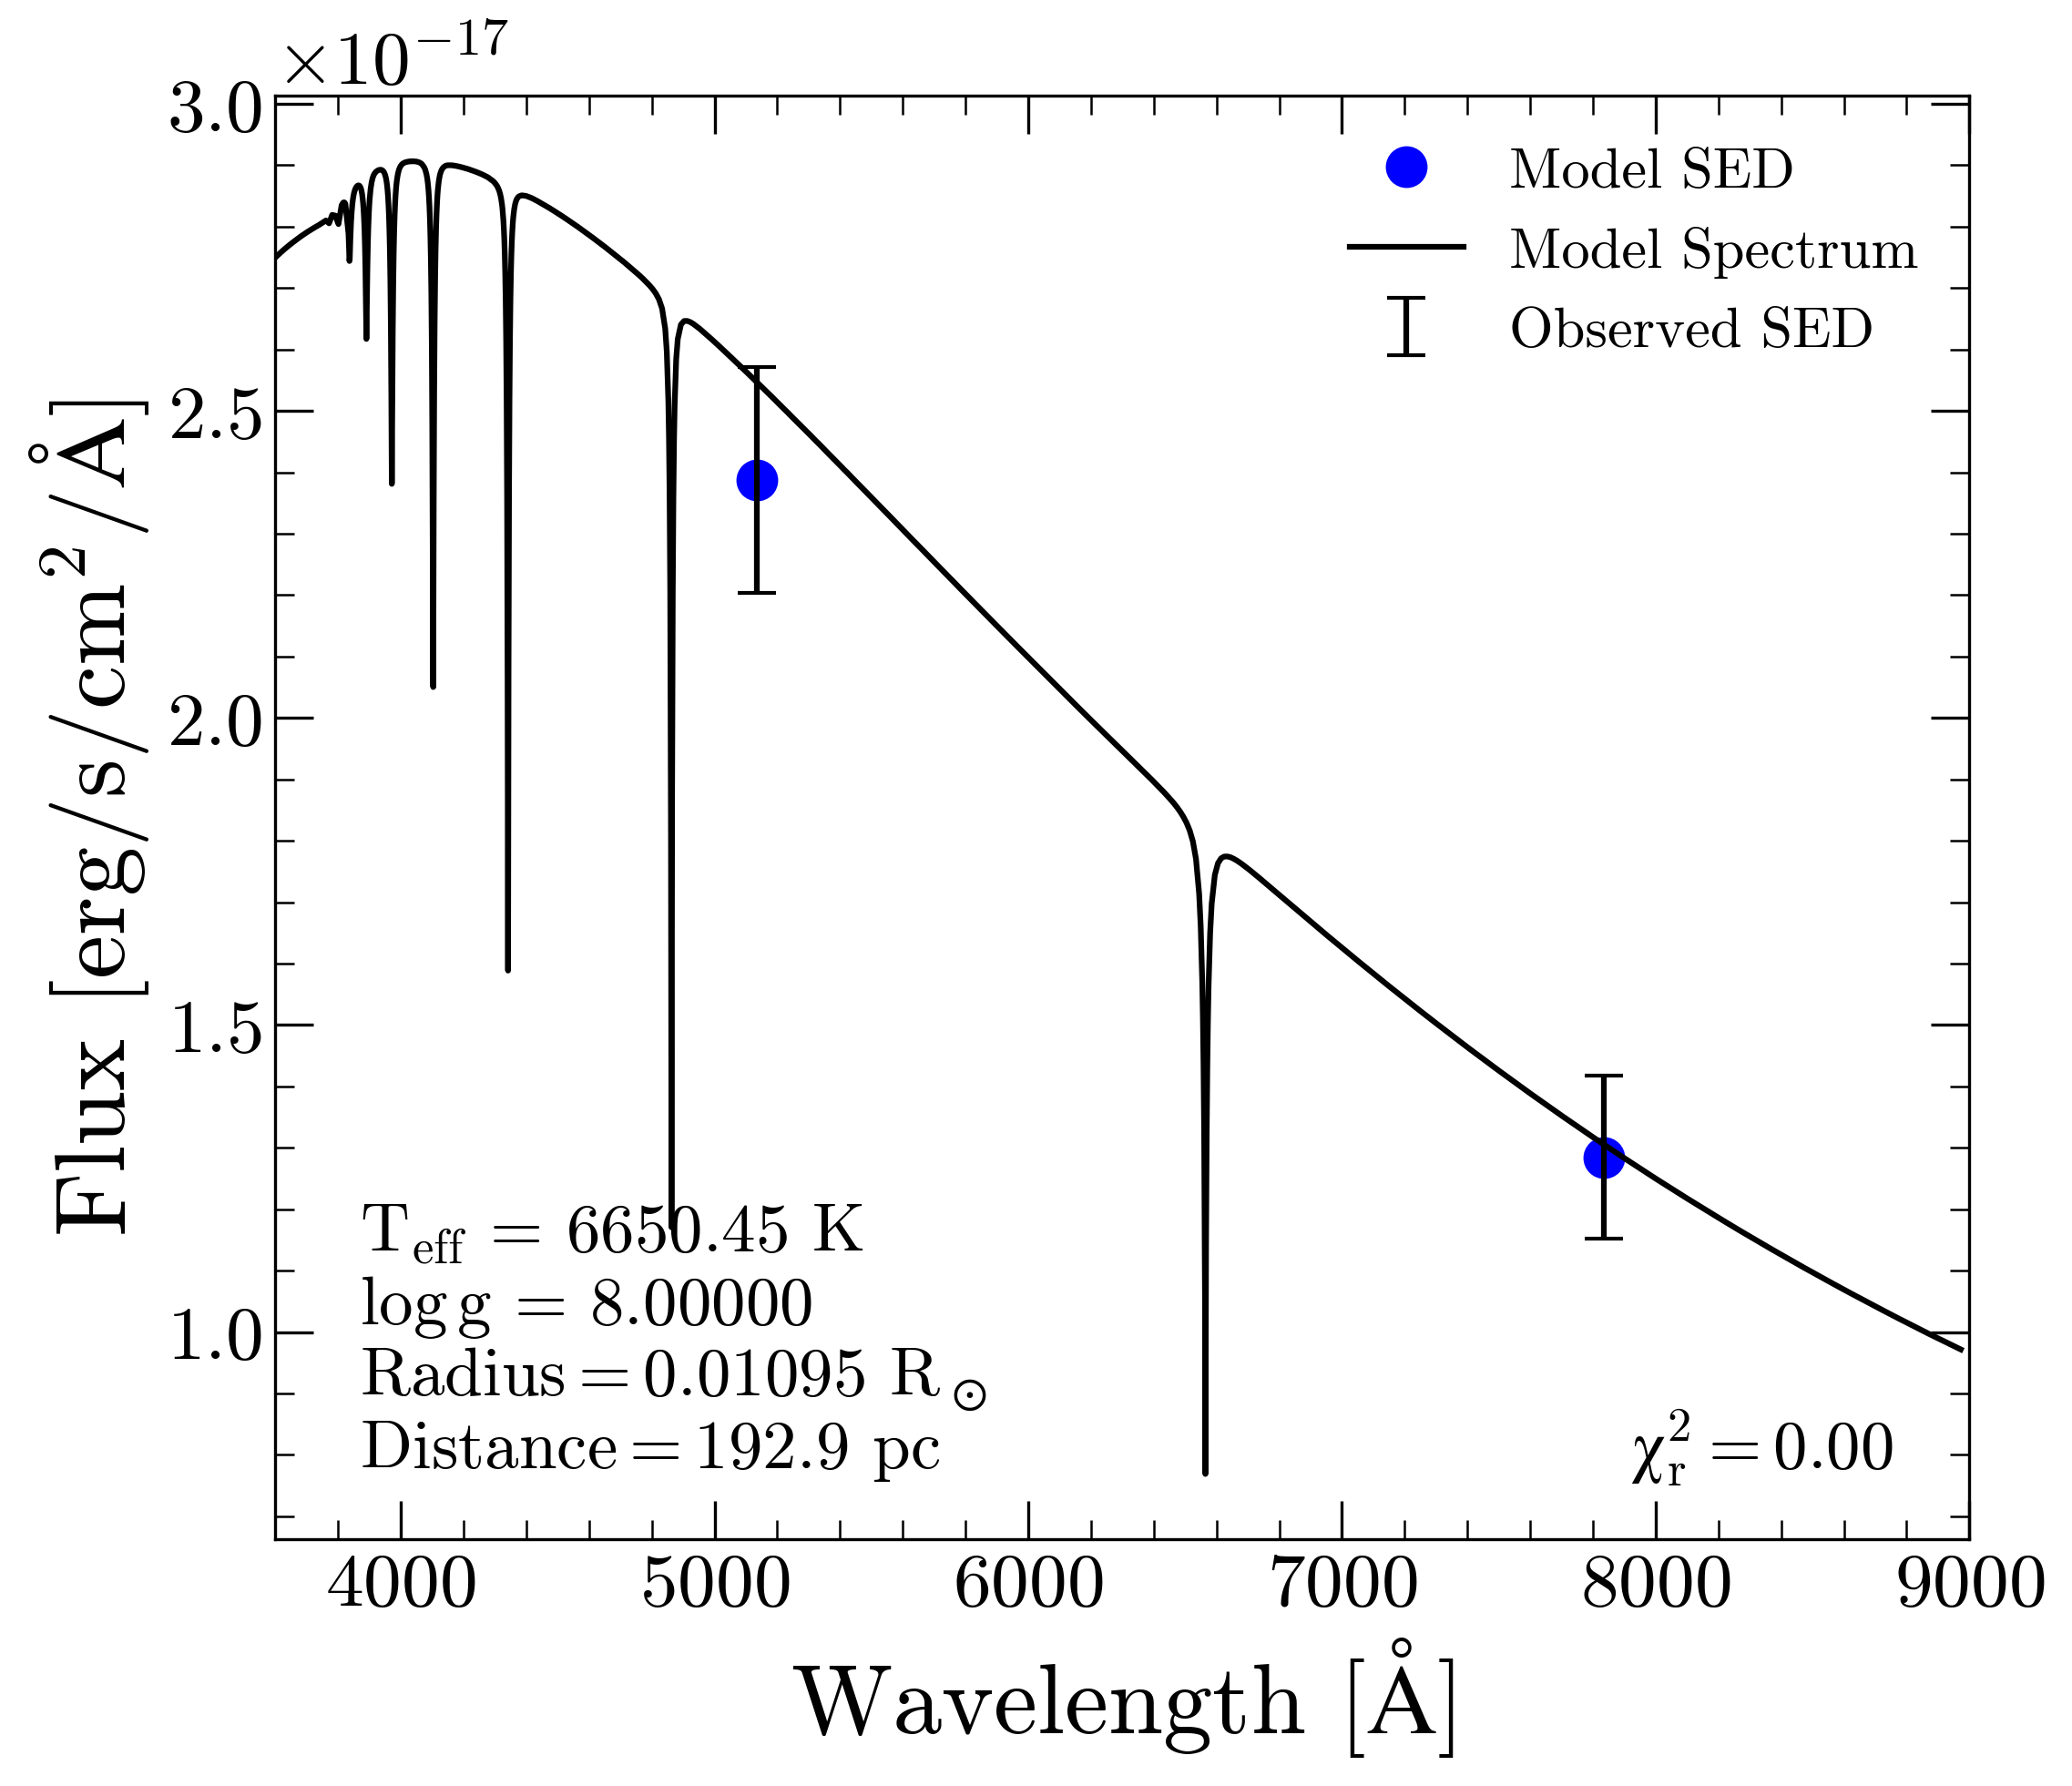 ×10⁻¹⁷
3.0
2.5
2.0
1.5
1.0
Flux [erg/s/cm²/Å]
Model SED
Model Spectrum
Observed SED
T_eff = 6650.45 K
log g = 8.00000
Radius = 0.01095 R_⊙
Distance = 192.9 pc
χ²_r = 0.00
4000 5000 6000 7000 8000 9000
Wavelength [Å]